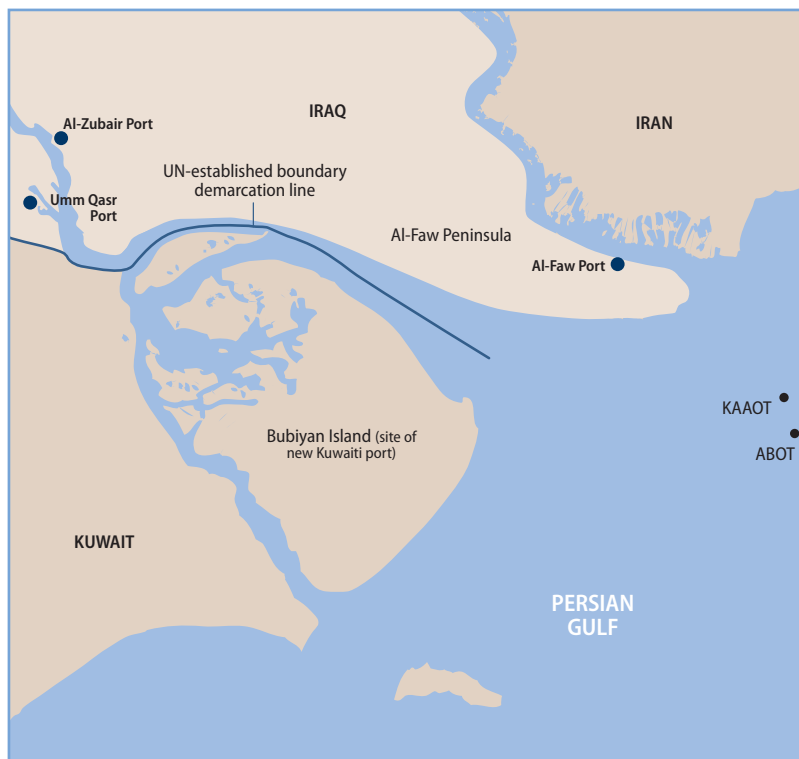 IRAQ
IRAN
Al-Zubair Port
UN-established boundary
demarcation line
Umm Qasr
Port
Al-Faw Peninsula
Al-Faw Port
KAAOT
ABOT
Bubiyan Island (site of
new Kuwaiti port)
KUWAIT
PERSIAN
GULF